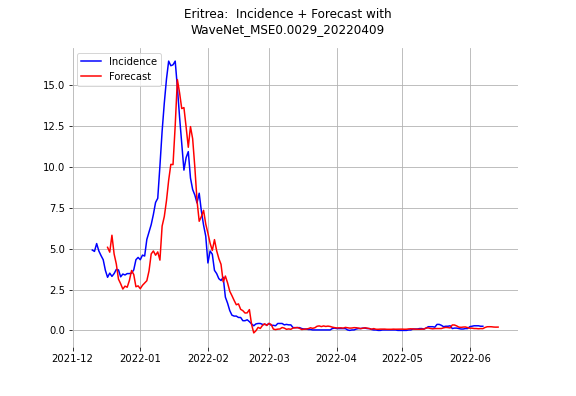 Eritrea:  Incidence + Forecast with
WaveNet_MSE0.0029_20220409
Incidence
Forecast
15.0
12.5
10.0
7.5
5.0
2.5
0.0
2021-12 2022-01 2022-02 2022-03 2022-04 2022-05 2022-06